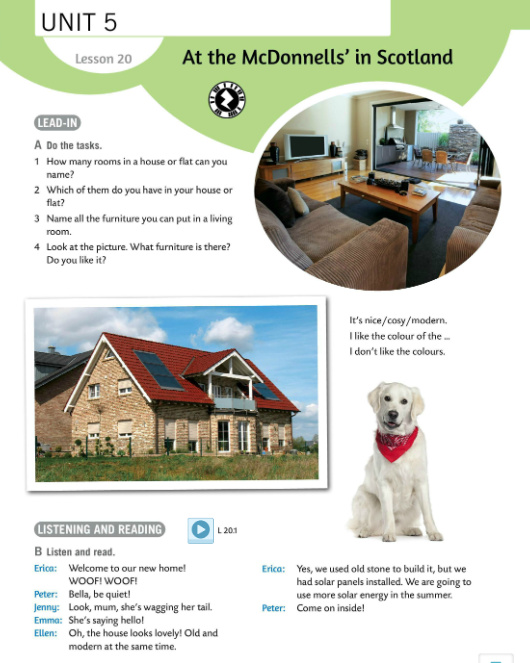 UNIT 5
Lesson 20
At the McDonnells’ in Scotland
LEAD-IN
A Do the tasks.
1 How many rooms in a house or flat can you
name?
2 Which of them do you have in your house or
flat?
3 Name all the furniture you can put in a living
room.
4 Look at the picture. What furniture is there?
Do you like it?
It’s nice/cosy/modern.
I like the colour of the ...
I don’t like the colours.
LISTENING AND READING
L 20.1
B Listen and read.
Erica: Welcome to our new home!
WOOF! WOOF!
Peter: Bella, be quiet!
Jenny: Look, mum, she’s wagging her tail.
Emma: She’s saying hello!
Ellen: Oh, the house looks lovely! Old and
modern at the same time.
Erica: Yes, we used old stone to build it, but we
had solar panels installed. We are going to
use more solar energy in the summer.
Peter: Come on inside!